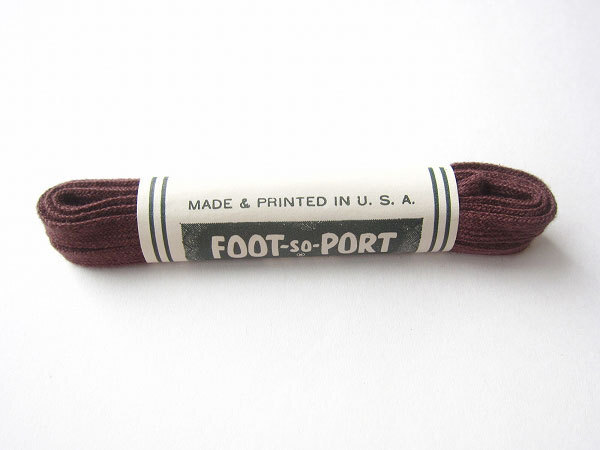 MADE & PRINTED IN U. S. A.
FOOT-so-PORT